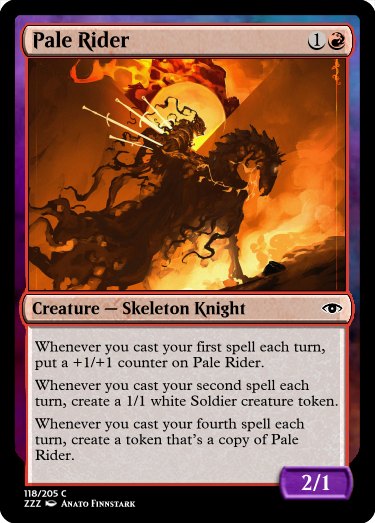 Pale Rider 1
Creature — Skeleton Knight
Whenever you cast your first spell each turn,
put a +1/+1 counter on Pale Rider.
Whenever you cast your second spell each
turn, create a 1/1 white Soldier creature token.
Whenever you cast your fourth spell each
turn, create a token that's a copy of Pale
Rider.
2/1
118/205 C
ZZZ Anato Finnstark